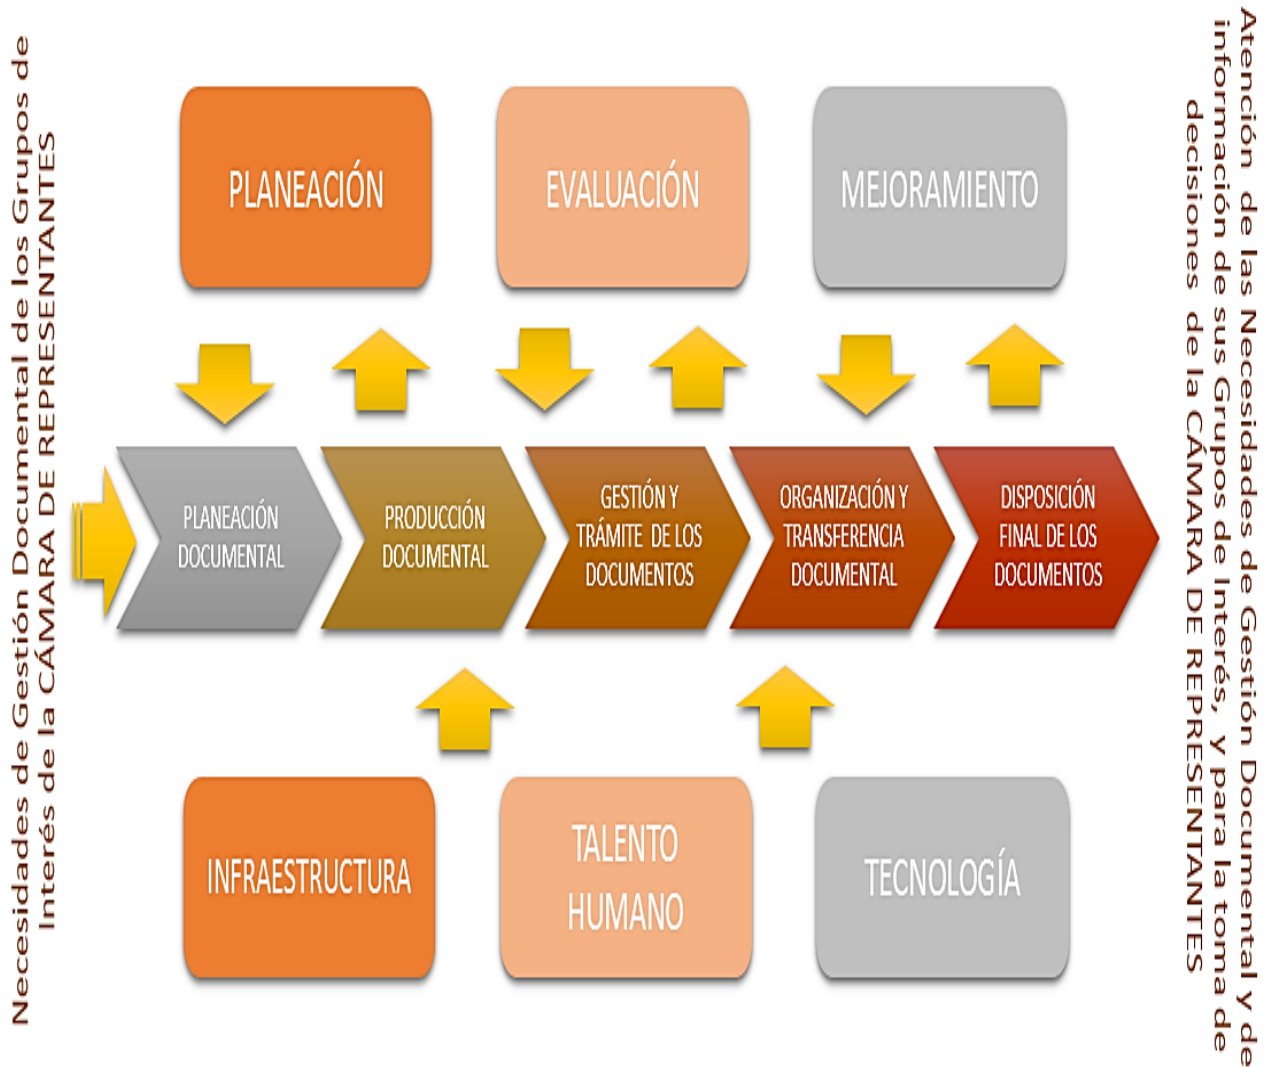 Necesidades de Gestión Documental de los Grupos de
Interés de la CÁMARA DE REPRESENTANTES
PLANEACIÓN
EVALUACIÓN
MEJORAMIENTO
PLANEACIÓN
DOCUMENTAL
PRODUCCIÓN
DOCUMENTAL
GESTIÓN Y
TRÁMITE DE LOS
DOCUMENTOS
ORGANIZACIÓN Y
TRANSFERENCIA
DOCUMENTAL
DISPOSICIÓN
FINAL DE LOS
DOCUMENTOS
INFRAESTRUCTURA
TALENTO
HUMANO
TECNOLOGÍA
Atención de las Necesidades de Gestión Documental y de
información de sus Grupos de Interés, y para la toma de
decisiones de la CÁMARA DE REPRESENTANTES